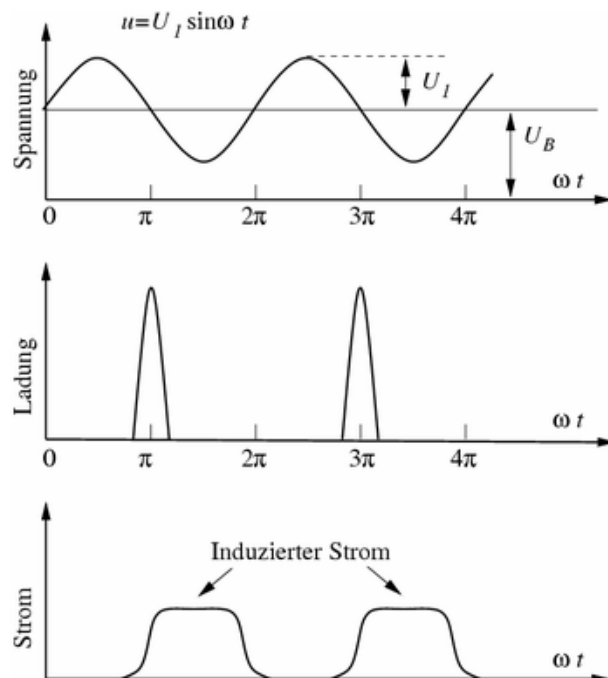 u=U_I sinω t
Spannung
U_I
U_B
ω t
0 π 2π 3π 4π
Ladung
ω t
0 π 2π 3π 4π
Induzierter Strom
Strom
ω t